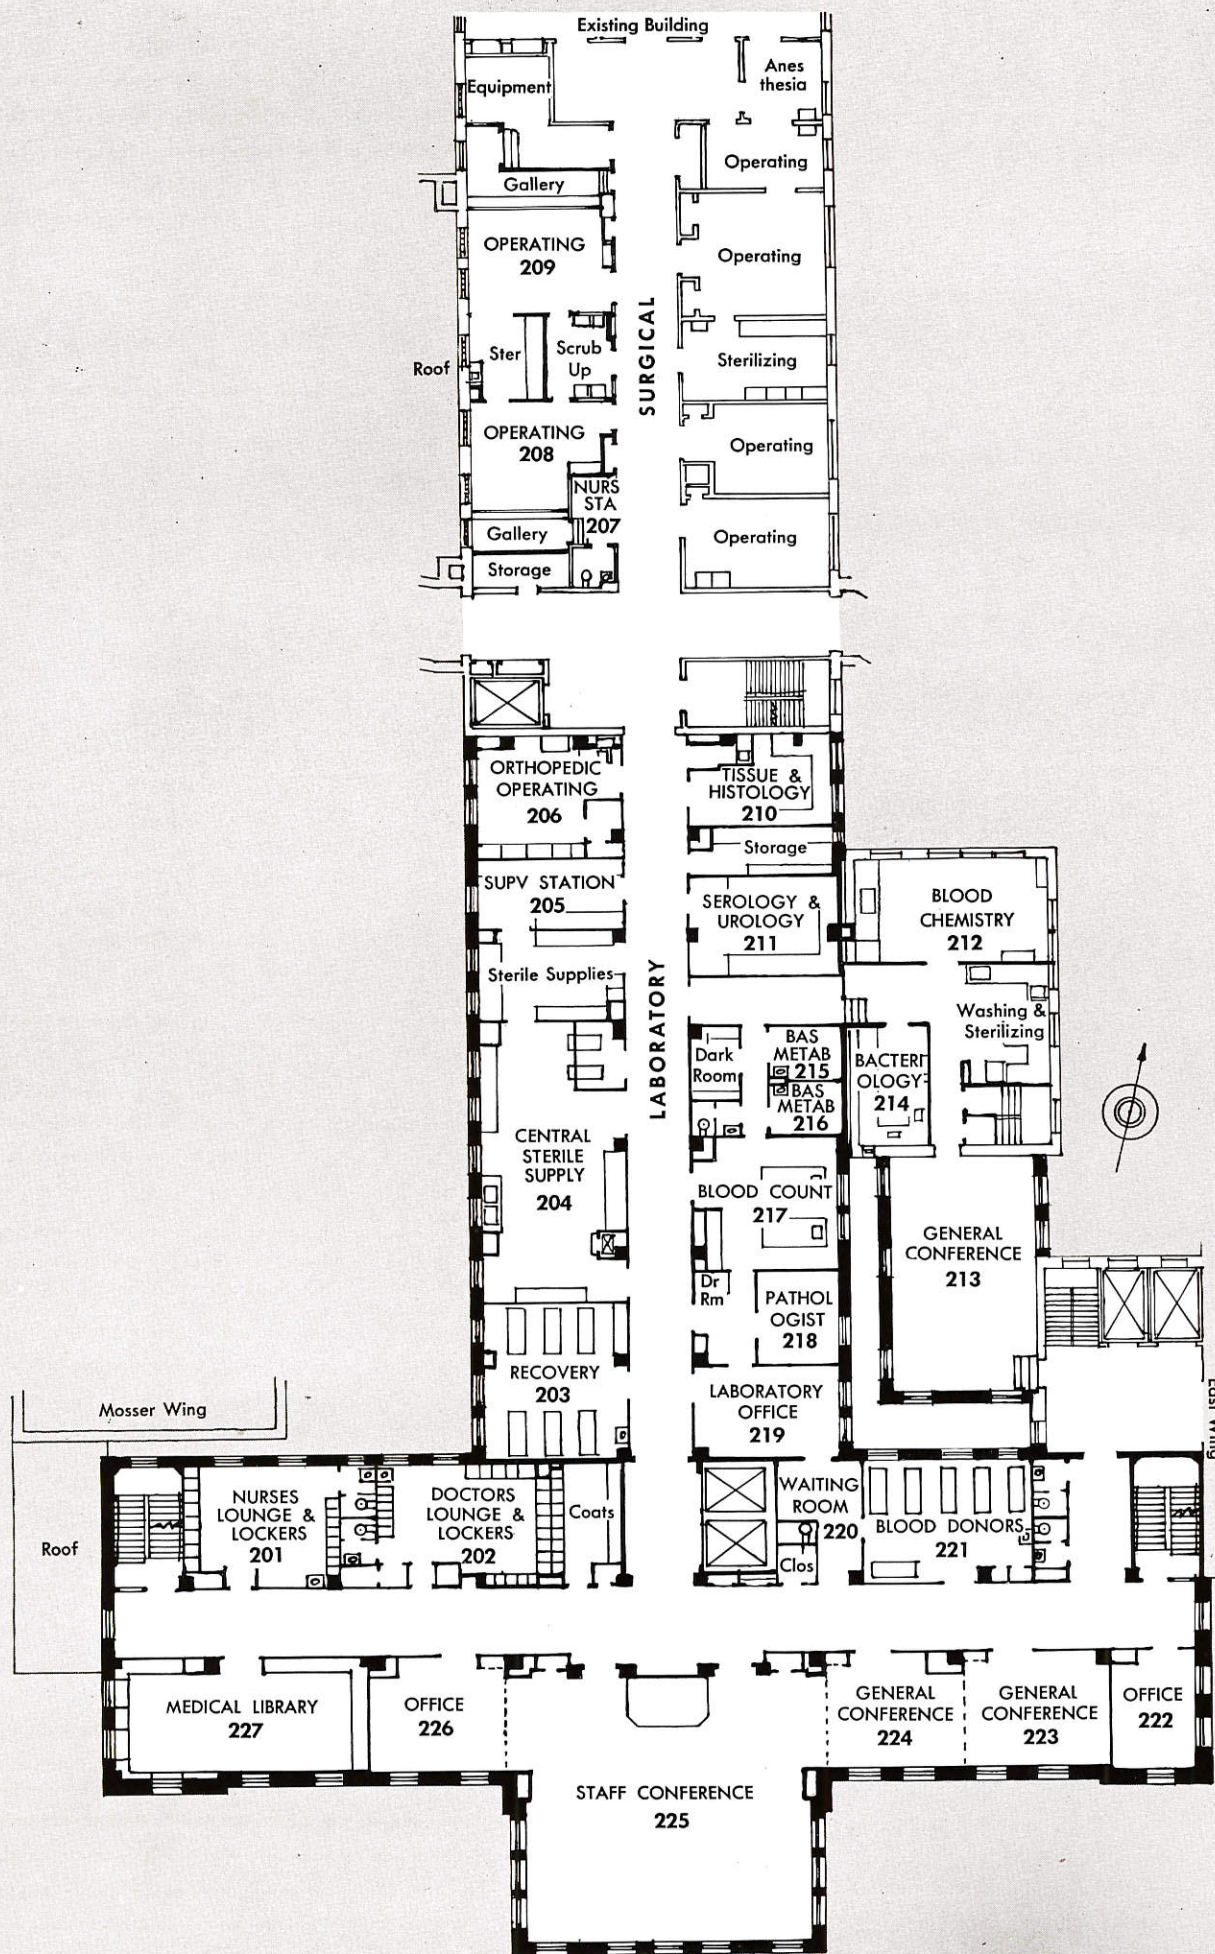 Existing Building
Equipment
Anes
thesia
Operating
Gallery
OPERATING
209
Operating
SURGICAL
Roof
Ster
Scrub
Up
Sterilizing
OPERATING
208
Operating
NURS
STA
207
Gallery
Operating
Storage
ORTHOPEDIC
OPERATING
206
TISSUE &
HISTOLOGY
210
Storage
SUPV STATION
205
SEROLOGY &
UROLOGY
211
BLOOD
CHEMISTRY
212
Sterile Supplies
LABORATORY
Washing &
Sterilizing
Dark
Room
BAS
METAB
215
BAS
METAB
216
BACTERI
OLOGY
214
CENTRAL
STERILE
SUPPLY
204
BLOOD COUNT
217
GENERAL
CONFERENCE
213
Dr
Rm
PATHOL
OGIST
218
RECOVERY
203
LABORATORY
OFFICE
219
Mosser Wing
East Wing
Roof
NURSES
LOUNGE &
LOCKERS
201
DOCTORS
LOUNGE &
LOCKERS
202
Coats
WAITING
ROOM
220
Clos
BLOOD DONORS
221
MEDICAL LIBRARY
227
OFFICE
226
GENERAL
CONFERENCE
224
GENERAL
CONFERENCE
223
OFFICE
222
STAFF CONFERENCE
225